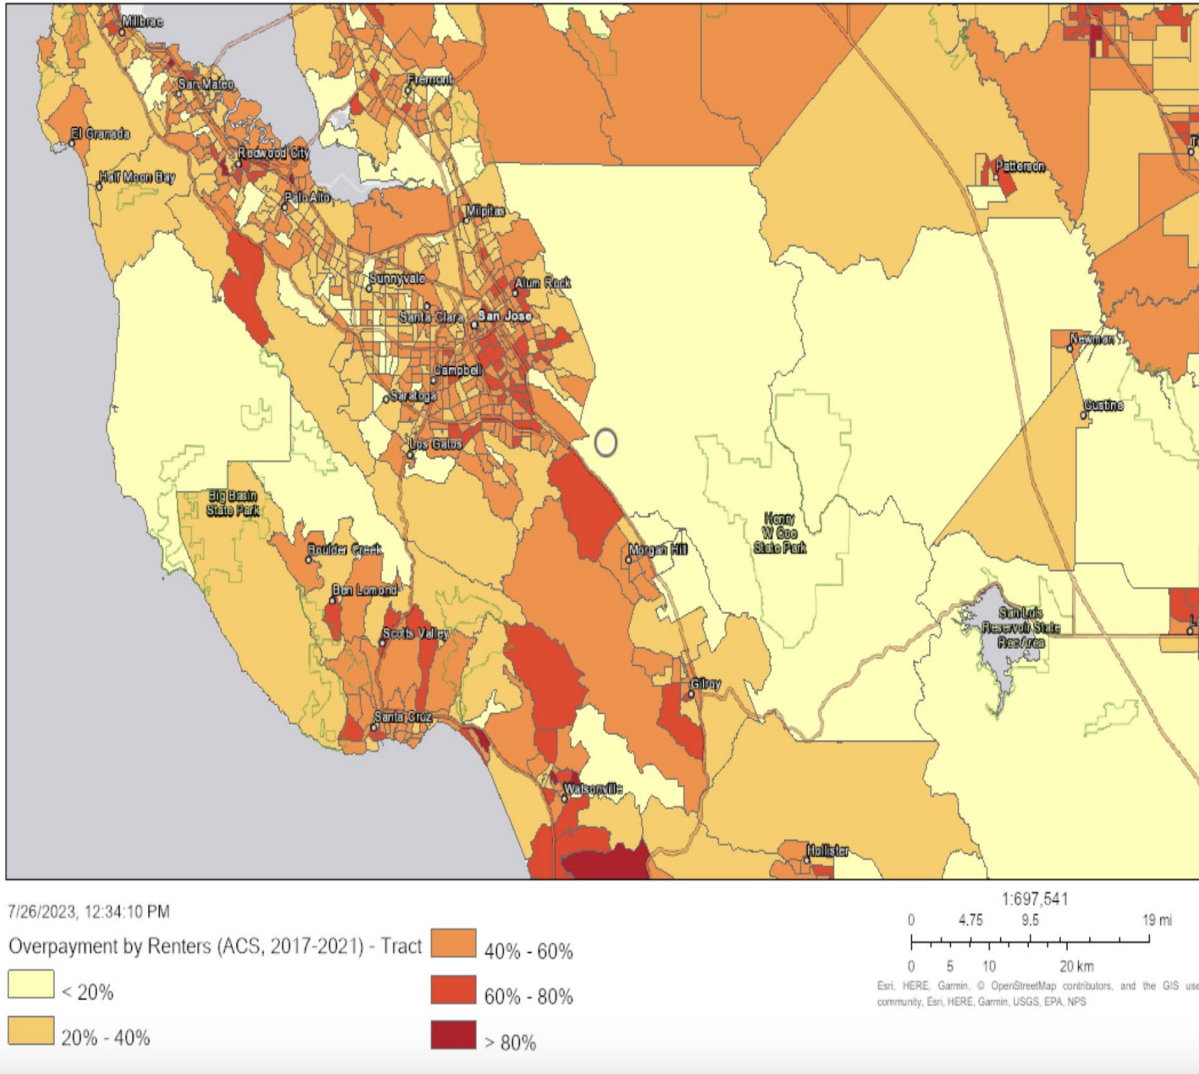 Millbrae
San Mateo
Fremont
El Granada
Redwood City
Half Moon Bay
Palo Alto
Patterson
Milpitas
Sunnyvale
Alum Rock
Santa Clara
San Jose
Newman
Campbell
Saratoga
Gustine
Los Gatos
Big Basin
State Park
Henry
W Coe
State Park
Boulder Creek
Morgan Hill
Ben Lomond
San Luis
Reservoir State
Rec Area
L
Scotts Valley
Gilroy
Santa Cruz
Watsonville
Hollister
7/26/2023, 12:34:10 PM
Overpayment by Renters (ACS, 2017-2021) - Tract
< 20%
20% - 40%
40% - 60%
60% - 80%
> 80%
1:697,541
0 4.75 9.5 19 mi
0 5 10 20 km
Esri, HERE, Garmin, © OpenStreetMap contributors, and the GIS use
community, Esri, HERE, Garmin, USGS, EPA, NPS